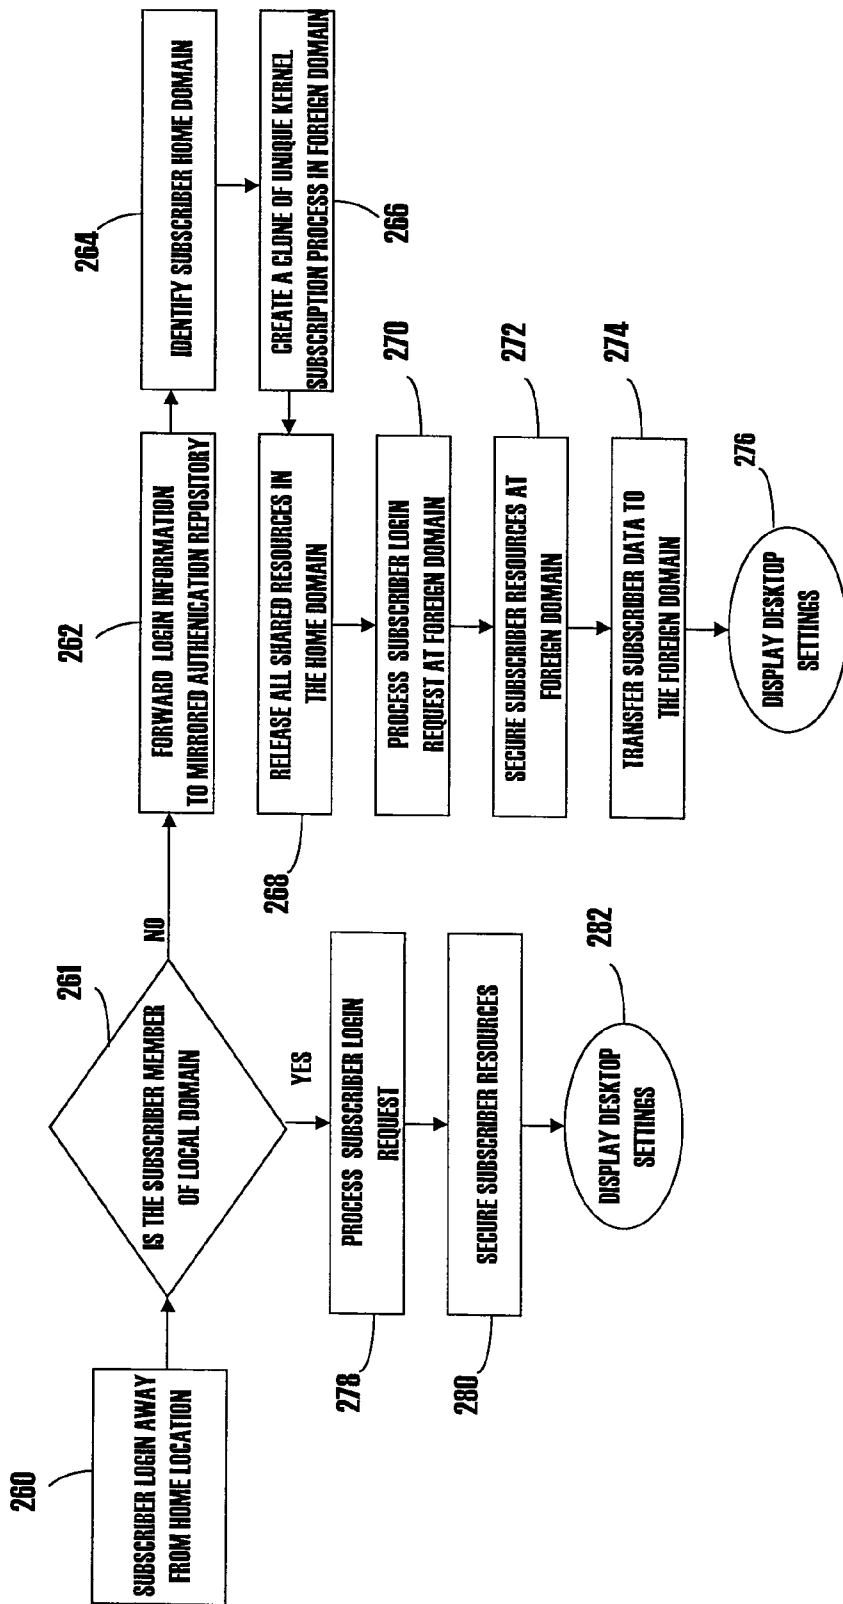 260
SUBSCRIBER LOGIN AWAY
FROM HOME LOCATION
261
IS THE SUBSCRIBER MEMBER
OF LOCAL DOMAIN
NO
262
FORWARD LOGIN INFORMATION
TO MIRRORED AUTHENICATION REPOSITORY
264
IDENTIFY SUBSCRIBER HOME DOMAIN
CREATE A CLONE OF UNIQUE KERNEL
SUBSCRIPTION PROCESS IN FOREIGN DOMAIN
266
RELEASE ALL SHARED RESOURCES IN
THE HOME DOMAIN
268
270
PROCESS SUBSCRIBER LOGIN
REQUEST AT FOREIGN DOMAIN
272
SECURE SUBSCRIBER RESOURCES AT
FOREIGN DOMAIN
274
TRANSFER SUBSCRIBER DATA TO
THE FOREIGN DOMAIN
276
DISPLAY DESKTOP
SETTINGS
YES
PROCESS SUBSCRIBER LOGIN
REQUEST
278
SECURE SUBSCRIBER RESOURCES
280
282
DISPLAY DESKTOP
SETTINGS